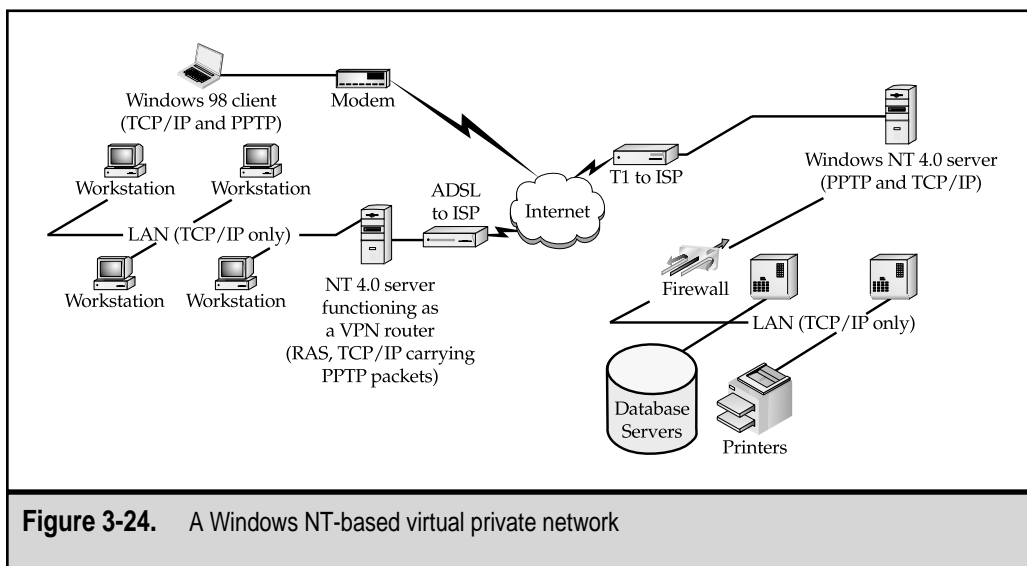 Windows 98 client
(TCP/IP and PPTP)
Modem
Workstation
Workstation
LAN (TCP/IP only)
Workstation
Workstation
ADSL
to ISP
NT 4.0 server
functioning as
a VPN router
(RAS, TCP/IP carrying
PPTP packets)
Internet
T1 to ISP
Windows NT 4.0 server
(PPTP and TCP/IP)
Firewall
LAN (TCP/IP only)
Database
Servers
Printers
Figure 3-24. A Windows NT-based virtual private network